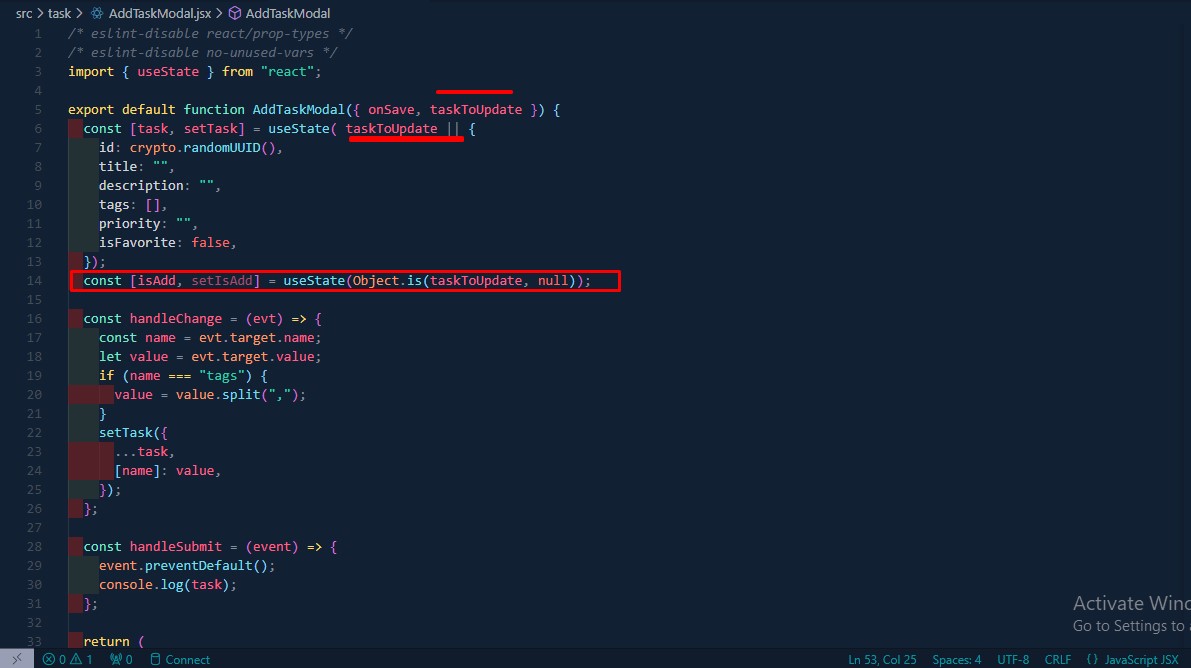 src > task > AddTaskModal.jsx > AddTaskModal
1 /* eslint-disable react/prop-types */
2 /* eslint-disable no-unused-vars */
3 import { useState } from "react";
4
5 export default function AddTaskModal({ onSave, taskToUpdate }) {
6 const [task, setTask] = useState( taskToUpdate || {
7 id: crypto.randomUUID(),
8 title: "",
9 description: "",
10 tags: [],
11 priority: "",
12 isFavorite: false,
13 });
14 const [isAdd, setIsAdd] = useState(Object.is(taskToUpdate, null));
15
16 const handleChange = (evt) => {
17 const name = evt.target.name;
18 let value = evt.target.value;
19 if (name === "tags") {
20 value = value.split(",");
21 }
22 setTask({
23 ...task,
24 [name]: value,
25 });
26 };
27
28 const handleSubmit = (event) => {
29 event.preventDefault();
30 console.log(task);
31 };
32
33 return (
Activate Wind
Go to Settings to a
0 1 0 Connect Ln 53, Col 25 Spaces: 4 UTF-8 CRLF {} JavaScript JSX